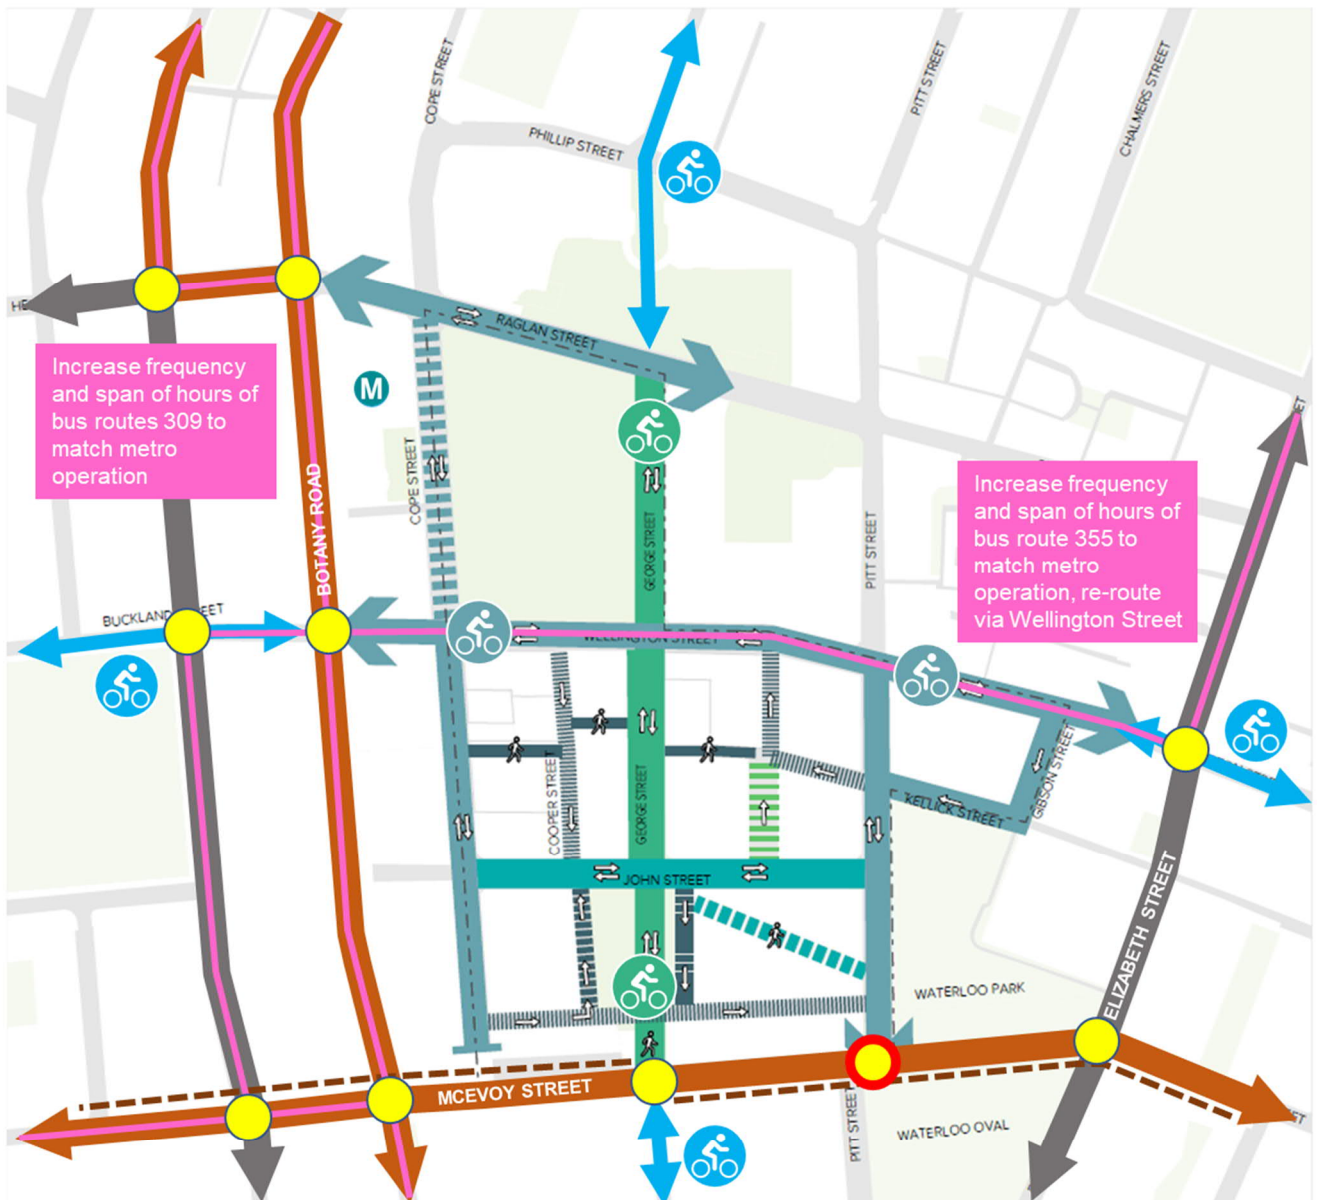 COPE STREET
PHILLIP STREET
PITT STREET
CHALMERS STREET
RAGLAN STREET
M
Increase frequency
and span of hours of
bus routes 309 to
match metro
operation
BOTANY ROAD
COPE STREET
GEORGE STREET
PITT STREET
Increase frequency
and span of hours of
bus route 355 to
match metro
operation, re-route
via Wellington Street
BUCKLAND STREET
WELLINGTON STREET
COOPER STREET
GEORGE STREET
KELLICK STREET
GIBSON STREET
JOHN STREET
ELIZABETH STREET
WATERLOO PARK
MCEVOY STREET
PITT STREET
WATERLOO OVAL